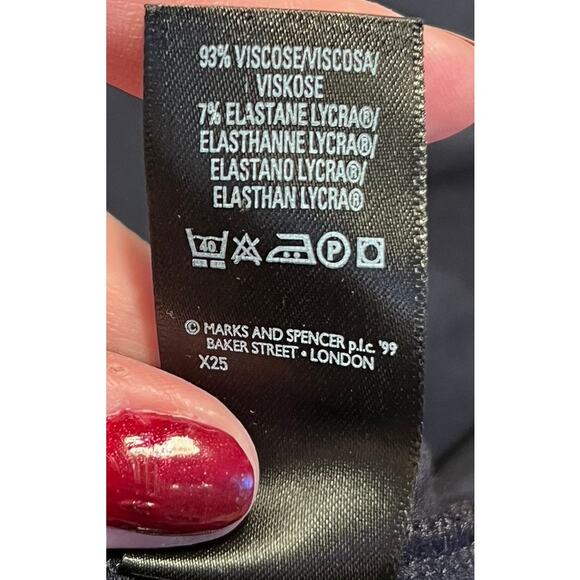 93% VISCOSE/VISCOSA/
VISKOSE
7% ELASTANE LYCRA®/
ELASTHANNE LYCRA®/
ELASTANO LYCRA®/
ELASTHAN LYCRA®
40 P
© MARKS AND SPENCER p.l.c. '99
BAKER STREET • LONDON
X25